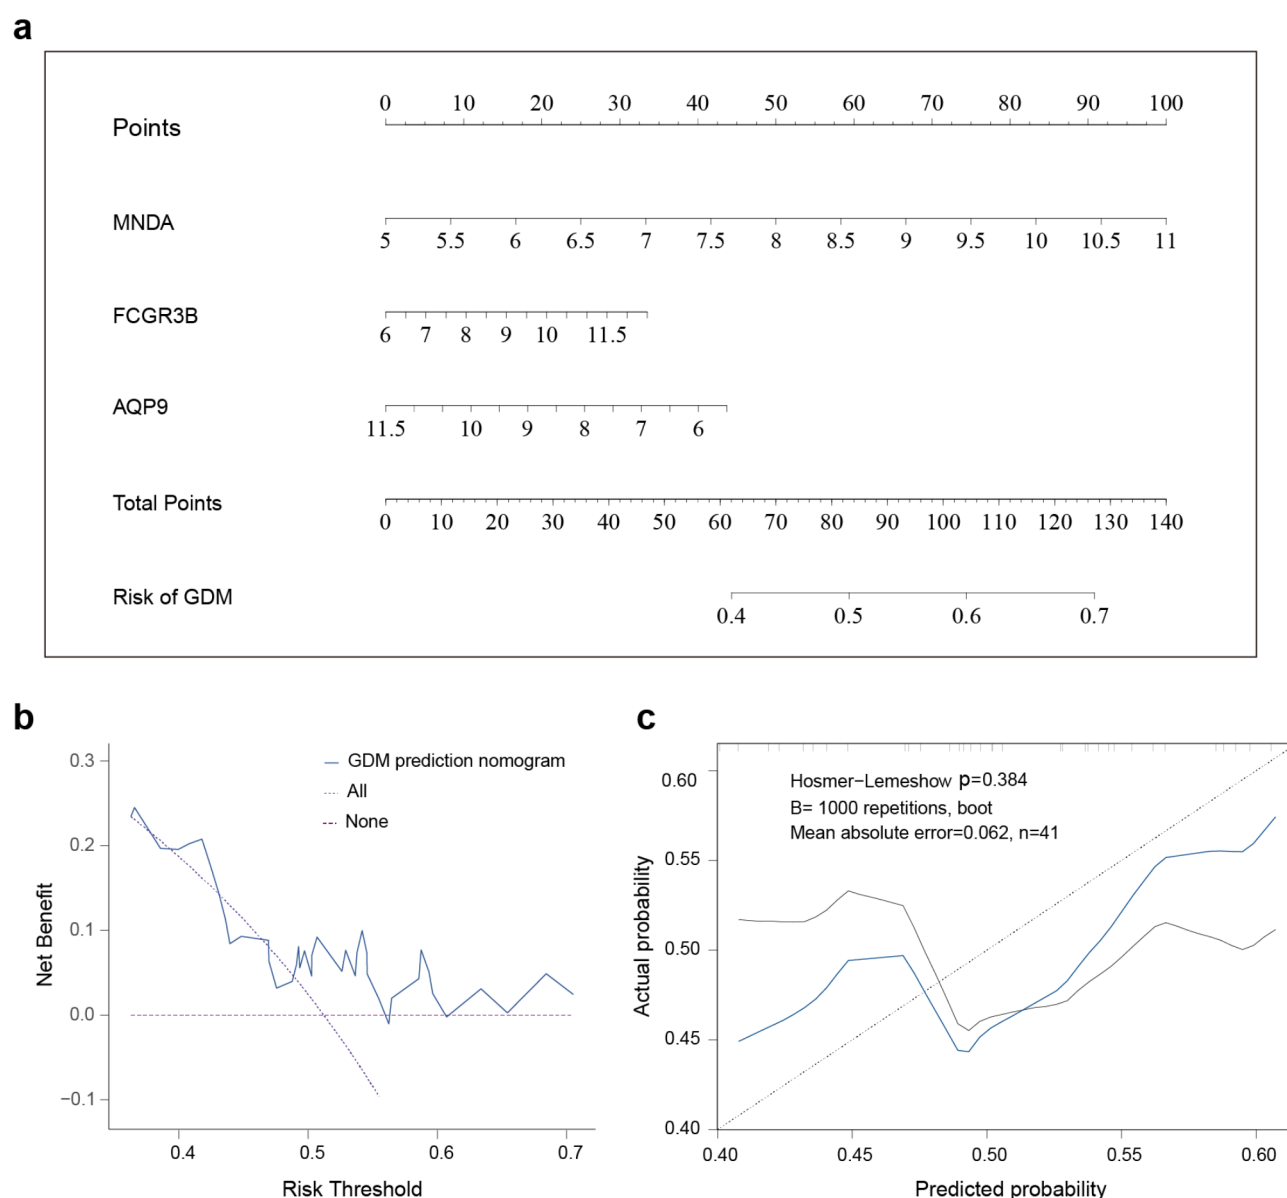 a
0 10 20 30 40 50 60 70 80 90 100
Points
MNDA
5 5.5 6 6.5 7 7.5 8 8.5 9 9.5 10 10.5 11
FCGR3B
6 7 8 9 10 11.5
AQP9
11.5 10 9 8 7 6
Total Points
0 10 20 30 40 50 60 70 80 90 100 110 120 130 140
Risk of GDM
0.4 0.5 0.6 0.7
b
0.3
0.2
0.1
0.0
−0.1
Net Benefit
GDM prediction nomogram
All
None
0.4 0.5 0.6 0.7
Risk Threshold
c
0.60
0.55
0.50
0.45
0.40
Actual probability
Hosmer−Lemeshow p=0.384
B= 1000 repetitions, boot
Mean absolute error=0.062, n=41
0.40 0.45 0.50 0.55 0.60
Predicted probability